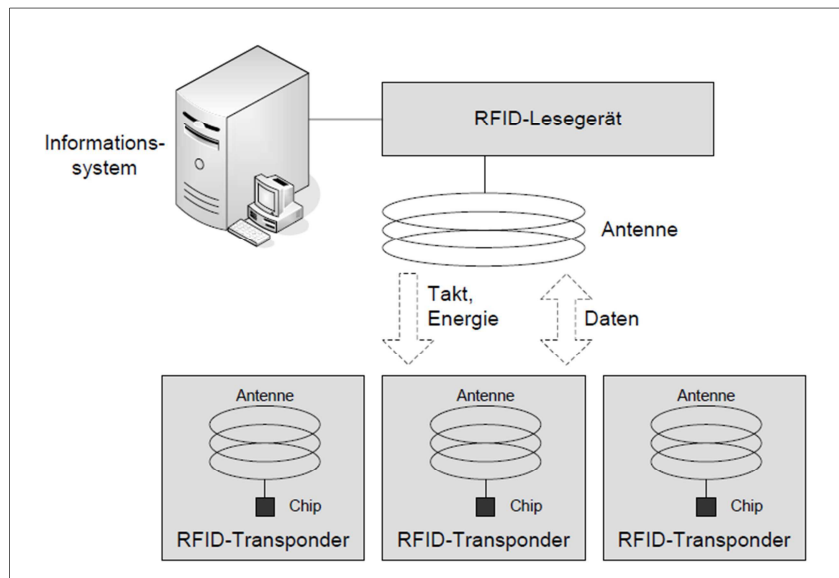 RFID-Lesegerät
Informations-
system
Antenne
Takt,
Energie
Daten
Antenne
Chip
RFID-Transponder
Antenne
Chip
RFID-Transponder
Antenne
Chip
RFID-Transponder